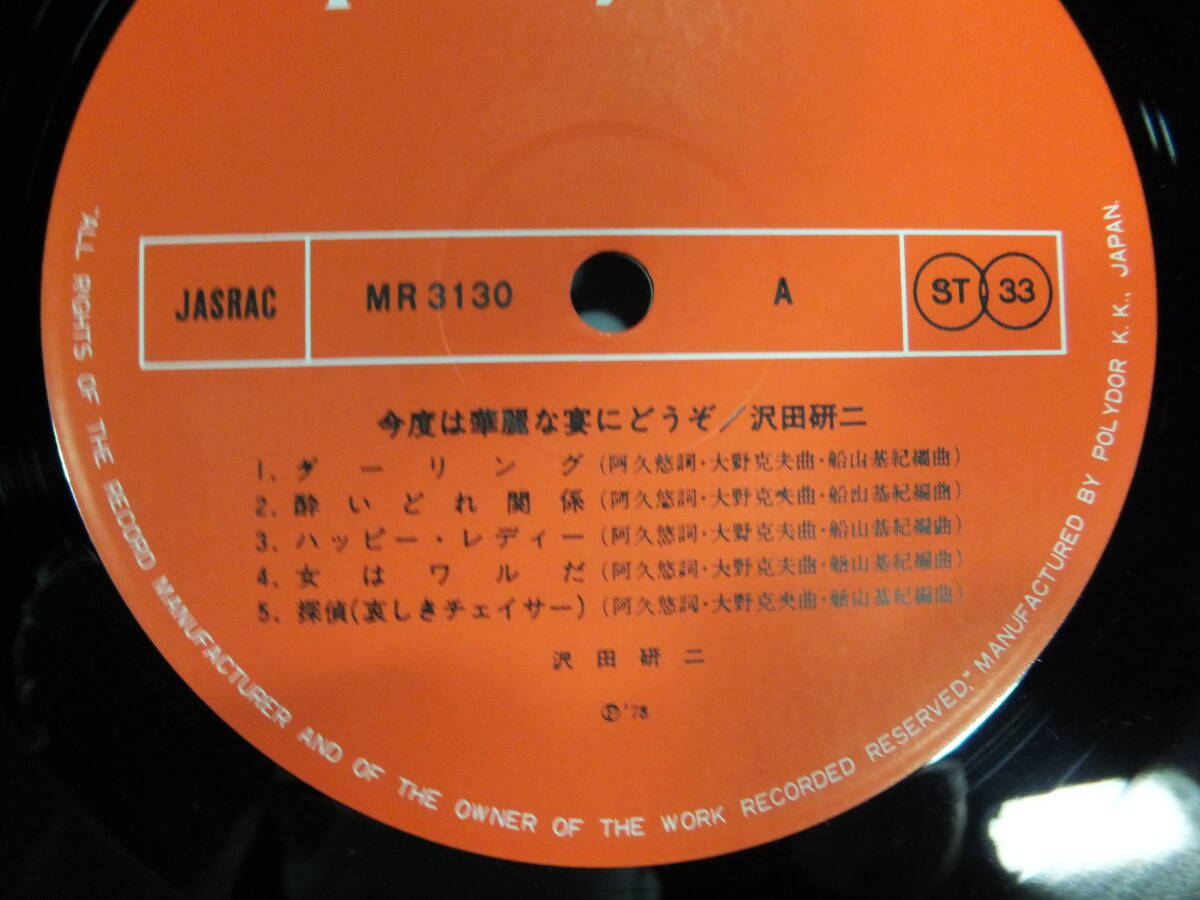 JASRAC
MR 3130
A
ST 33
今度は華麗な宴にどうぞ/沢田研二
1. ダーリング(阿久悠詞・大野克夫曲・船山基紀編曲)
2. 酔いどれ関係(阿久悠詞・大野克夫曲・船山基紀編曲)
3. ハッピー・レディー(阿久悠詞・大野克夫曲・船山基紀編曲)
4. 女はワルだ(阿久悠詞・大野克夫曲・船山基紀編曲)
5. 探偵(哀しきチェイサー)(阿久悠詞・大野克夫曲・船山基紀編曲)
沢田研二
Ⓟ'78
"ALL RIGHTS OF THE RECORD MANUFACTURER AND OF THE OWNER OF THE WORK RECORDED RESERVED," MANUFACTURED BY POLYDOR K. K., JAPAN.